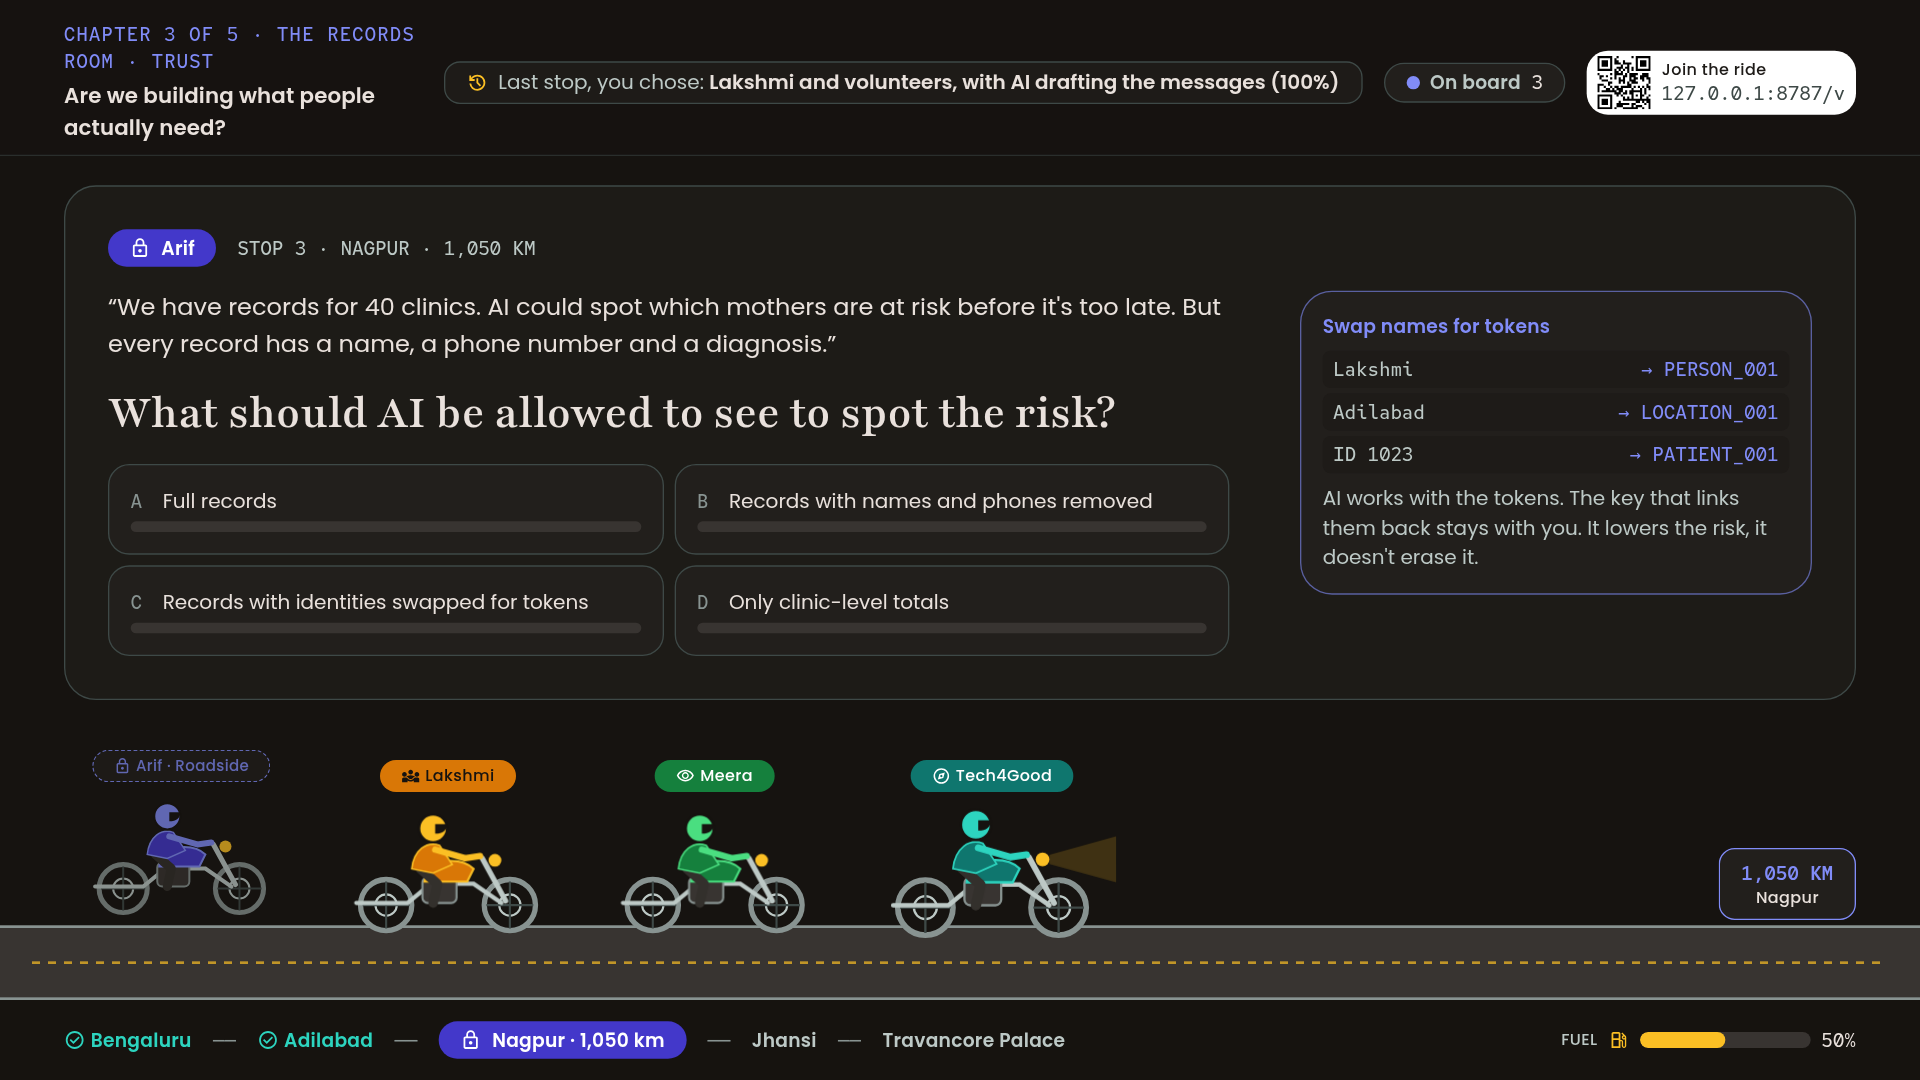 CHAPTER 3 OF 5 · THE RECORDS
ROOM · TRUST
Are we building what people
actually need?
Last stop, you chose: Lakshmi and volunteers, with AI drafting the messages (100%)
On board 3
Join the ride
127.0.0.1:8787/v
Arif
STOP 3 · NAGPUR · 1,050 KM
“We have records for 40 clinics. AI could spot which mothers are at risk before it's too late. But
every record has a name, a phone number and a diagnosis.”
What should AI be allowed to see to spot the risk?
A Full records
B Records with names and phones removed
C Records with identities swapped for tokens
D Only clinic-level totals
Swap names for tokens
Lakshmi → PERSON_001
Adilabad → LOCATION_001
ID 1023 → PATIENT_001
AI works with the tokens. The key that links
them back stays with you. It lowers the risk, it
doesn't erase it.
Arif · Roadside
Lakshmi
Meera
Tech4Good
1,050 KM
Nagpur
Bengaluru — Adilabad — Nagpur · 1,050 km — Jhansi — Travancore Palace
FUEL 50%